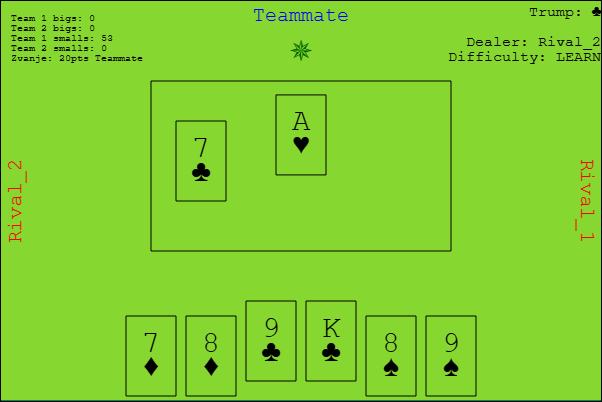 Team 1 bigs: 0
Team 2 bigs: 0
Team 1 smalls: 53
Team 2 smalls: 0
Zvanje: 20pts Teammate
Teammate
Trump: ♣
Dealer: Rival_2
Difficulty: LEARN
Rival_2
7♣
A♥
Rival_1
7♦
8♦
9♣
K♣
8♠
9♠